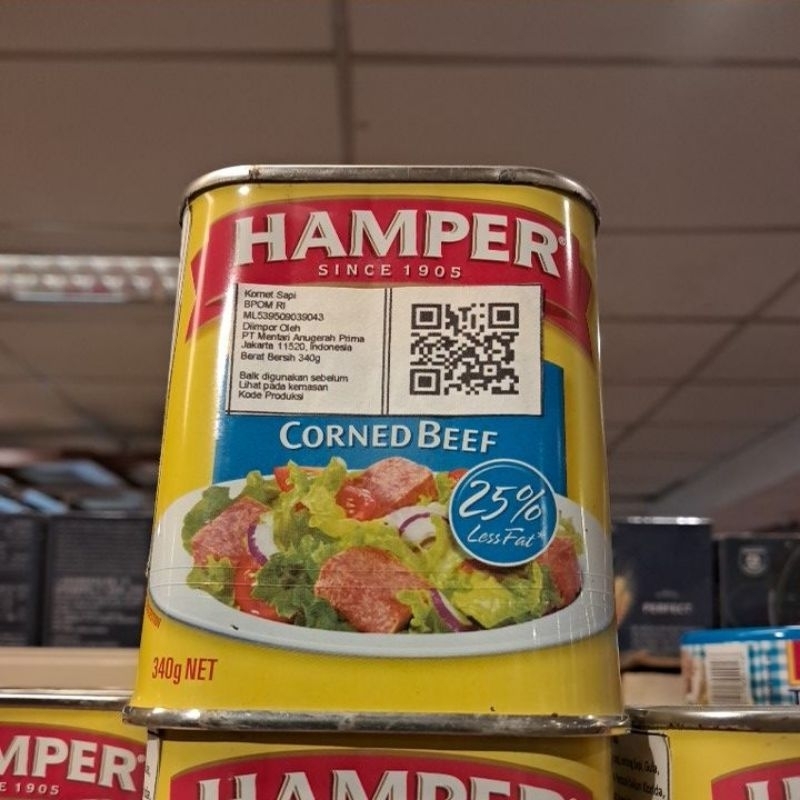 HAMPER
SINCE 1905
Kornet Sapi
BPOM RI
ML539509039043
Diimpor Oleh
PT Mentari Anugerah Prima
Jakarta 11520, Indonesia
Berat Bersih 340g
Baik digunakan sebelum
Lihat pada kemasan
Kode Produksi
CORNED BEEF
25%
Less Fat*
340g NET
PERFECT
HAMPER
E 1905
HAMPER